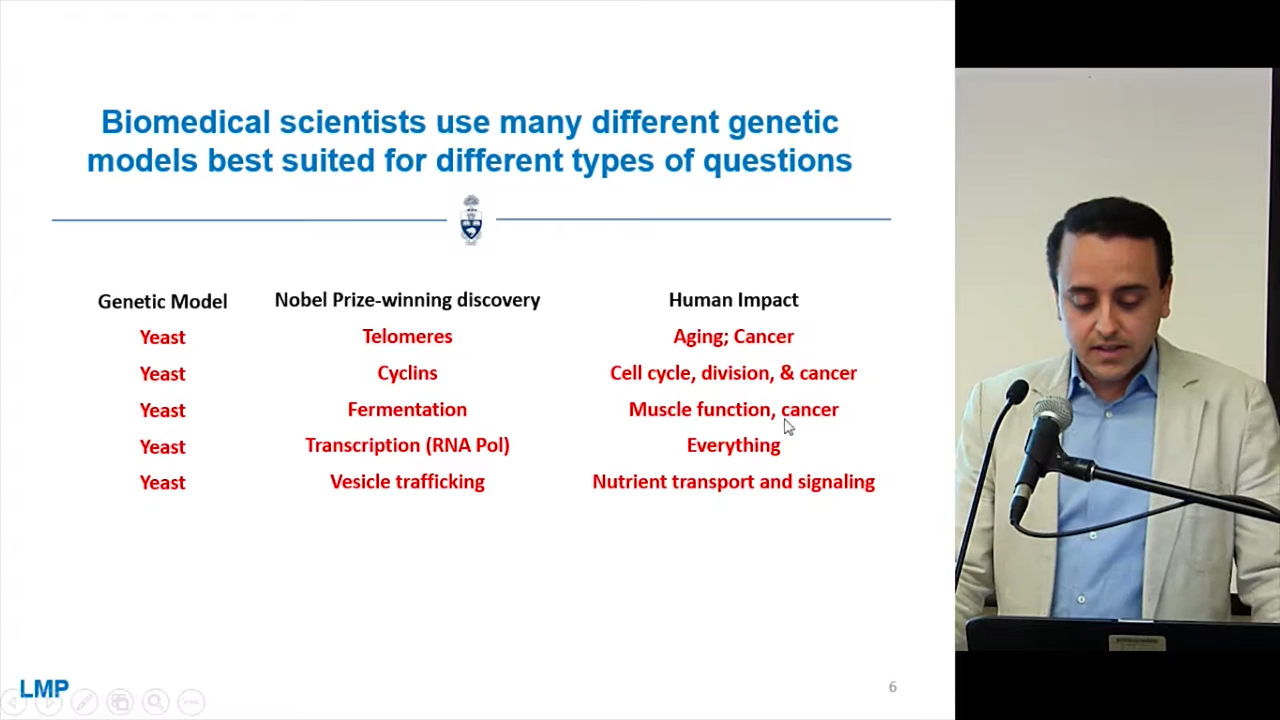 Biomedical scientists use many different genetic
models best suited for different types of questions
Genetic Model Nobel Prize-winning discovery Human Impact
Yeast Telomeres Aging; Cancer
Yeast Cyclins Cell cycle, division, & cancer
Yeast Fermentation Muscle function, cancer
Yeast Transcription (RNA Pol) Everything
Yeast Vesicle trafficking Nutrient transport and signaling
LMP
6